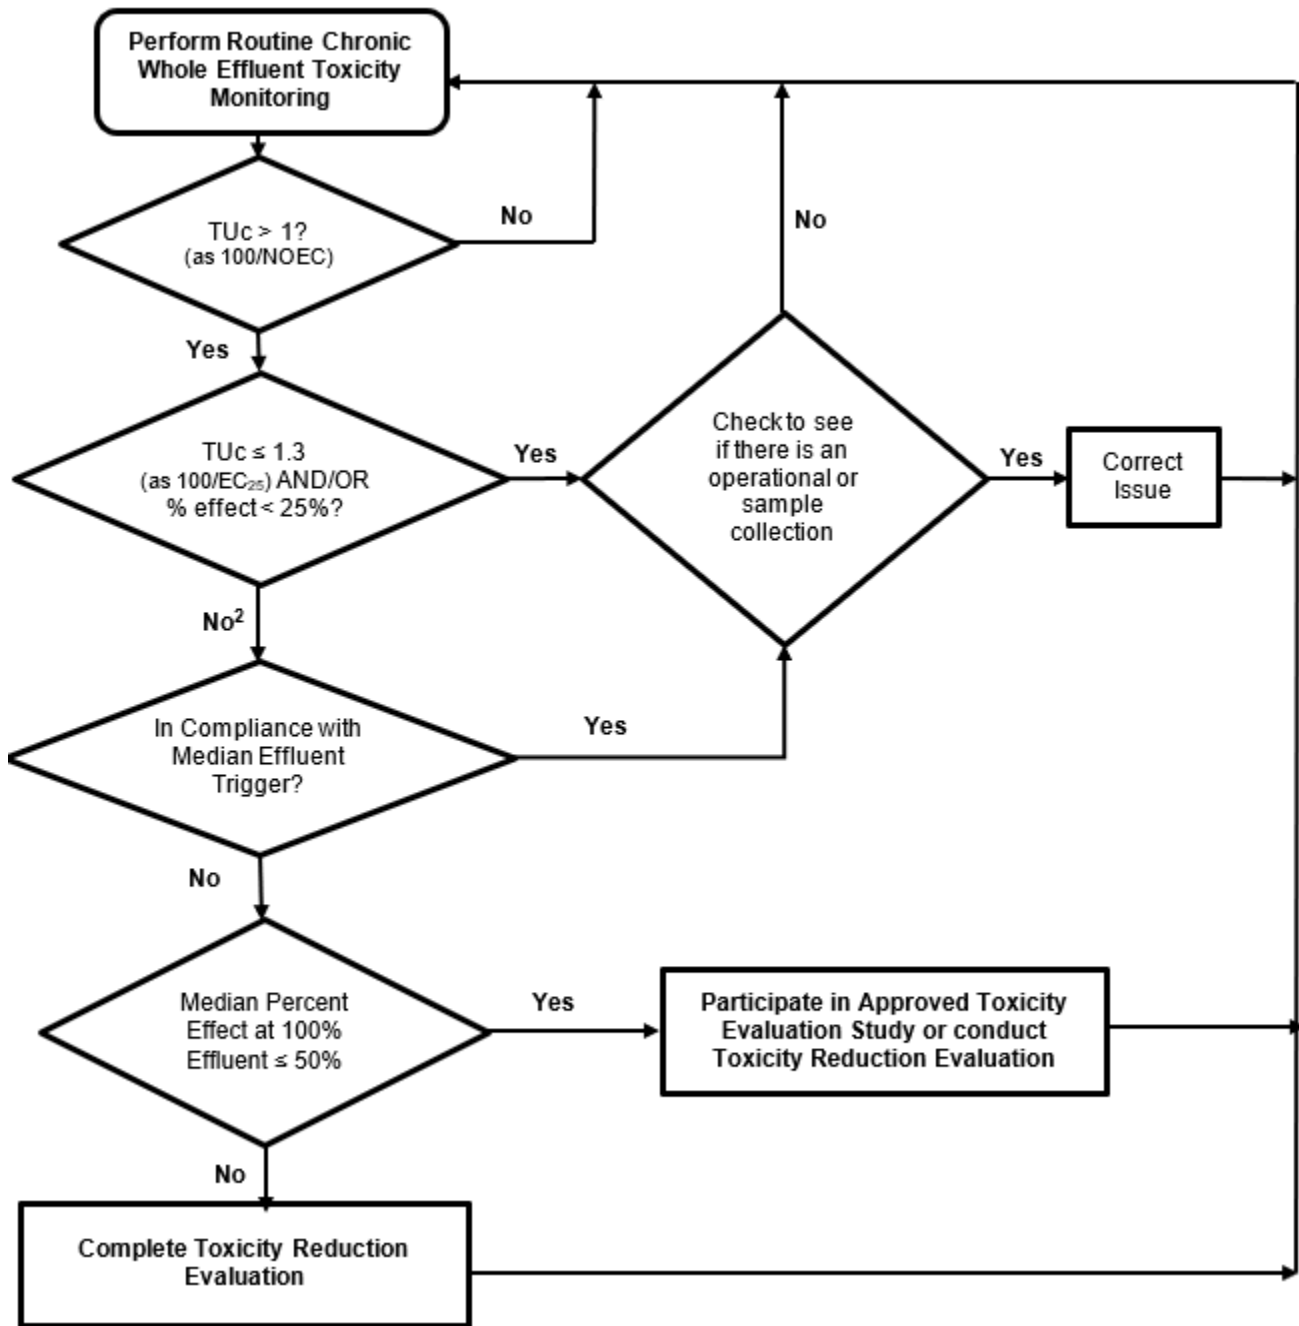 Perform Routine Chronic
Whole Effluent Toxicity
Monitoring
TUc > 1?
(as 100/NOEC)
No
Yes
No
TUc ≤ 1.3
(as 100/EC₂₅) AND/OR
% effect < 25%?
Yes
Check to see
if there is an
operational or
sample
collection
Yes
Correct
Issue
No²
In Compliance with
Median Effluent
Trigger?
Yes
No
Median Percent
Effect at 100%
Effluent ≤ 50%
Yes
Participate in Approved Toxicity
Evaluation Study or conduct
Toxicity Reduction Evaluation
No
Complete Toxicity Reduction
Evaluation